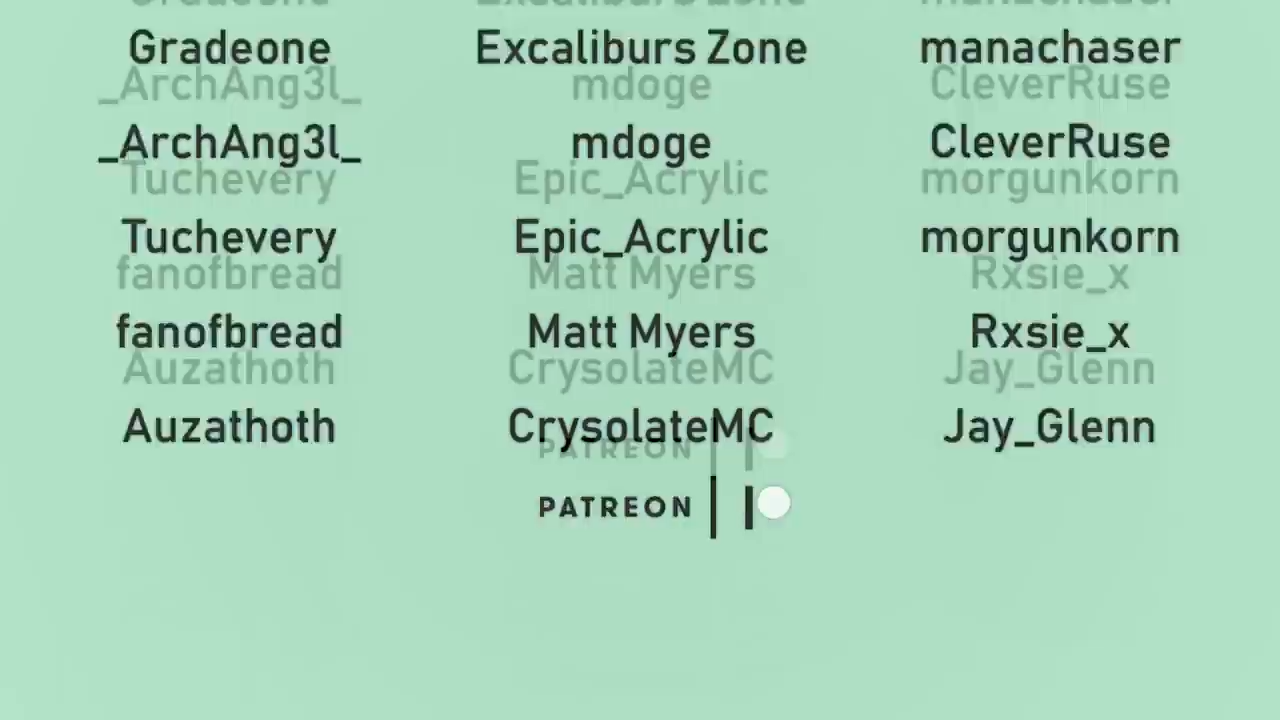 Gradeone Excaliburs Zone manachaser
_ArchAng3l_ mdoge CleverRuse
Tuchevery Epic_Acrylic morgunkorn
fanofbread Matt Myers Rxsie_x
Auzathoth CrysolateMC Jay_Glenn
PATREON